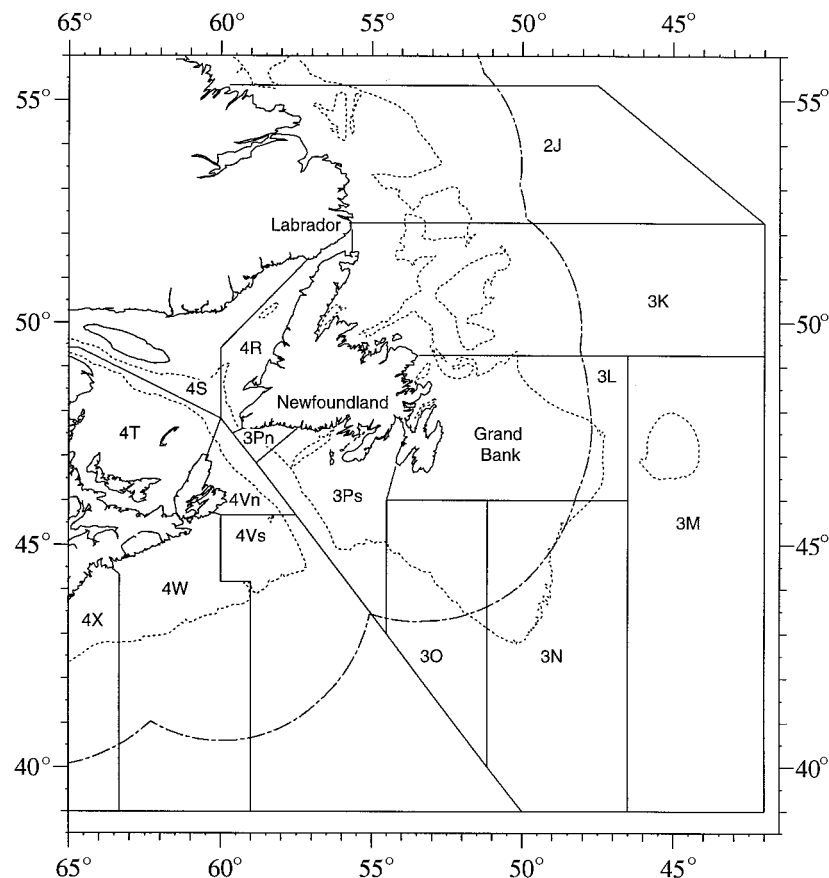 65° 60° 55° 50° 45°
55° 55°
2J
Labrador
3K
50° 50°
4R
3L
4S
Newfoundland
4T
3Pn
Grand
Bank
4Vn
3Ps
3M
4Vs
45° 45°
4W
4X
3O
3N
40° 40°
65° 60° 55° 50° 45°